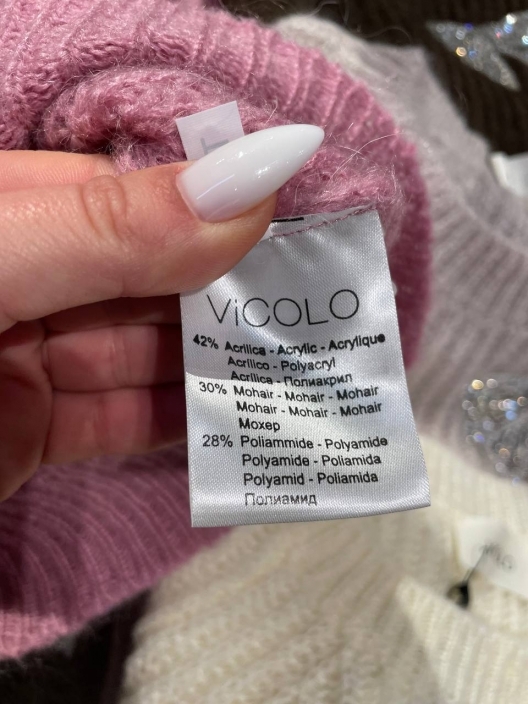 ViCOLO
42% Acrilica - Acrylic - Acrylique
Acrilico - Polyacryl
Acrilica - Полиакрил
30% Mohair - Mohair - Mohair
Mohair - Mohair - Mohair
Мохер
28% Poliammide - Polyamide
Polyamide - Poliamida
Polyamid - Poliamida
Полиамид